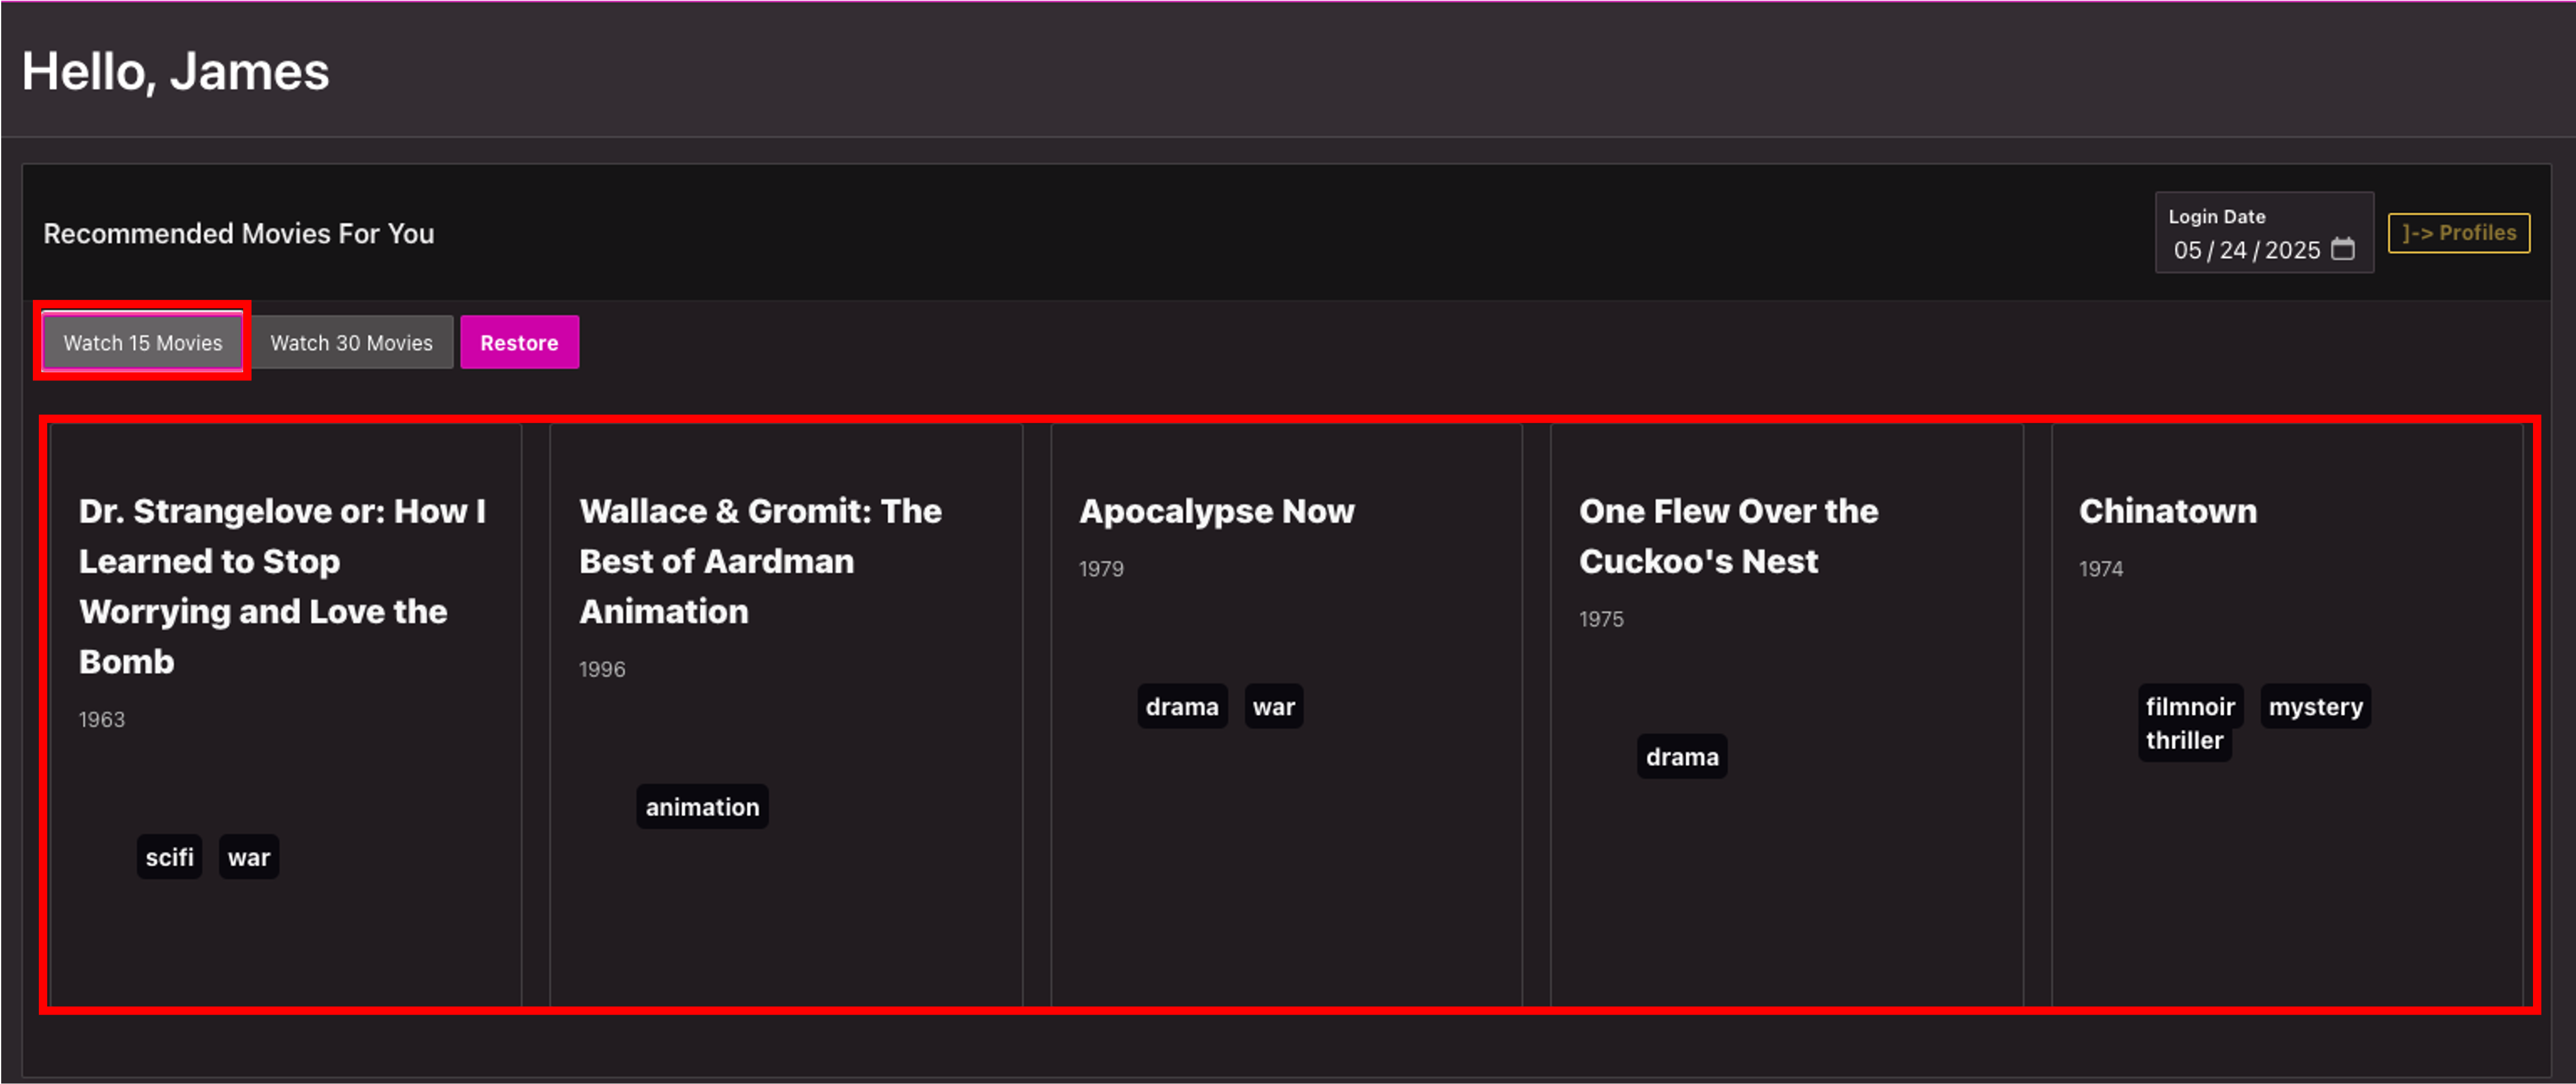 Hello, James
Recommended Movies For You
Login Date
05/24/2025
]-> Profiles
Watch 15 Movies
Watch 30 Movies
Restore
Dr. Strangelove or: How I
Learned to Stop
Worrying and Love the
Bomb
1963
scifi war
Wallace & Gromit: The
Best of Aardman
Animation
1996
animation
Apocalypse Now
1979
drama war
One Flew Over the
Cuckoo's Nest
1975
drama
Chinatown
1974
filmnoir mystery
thriller